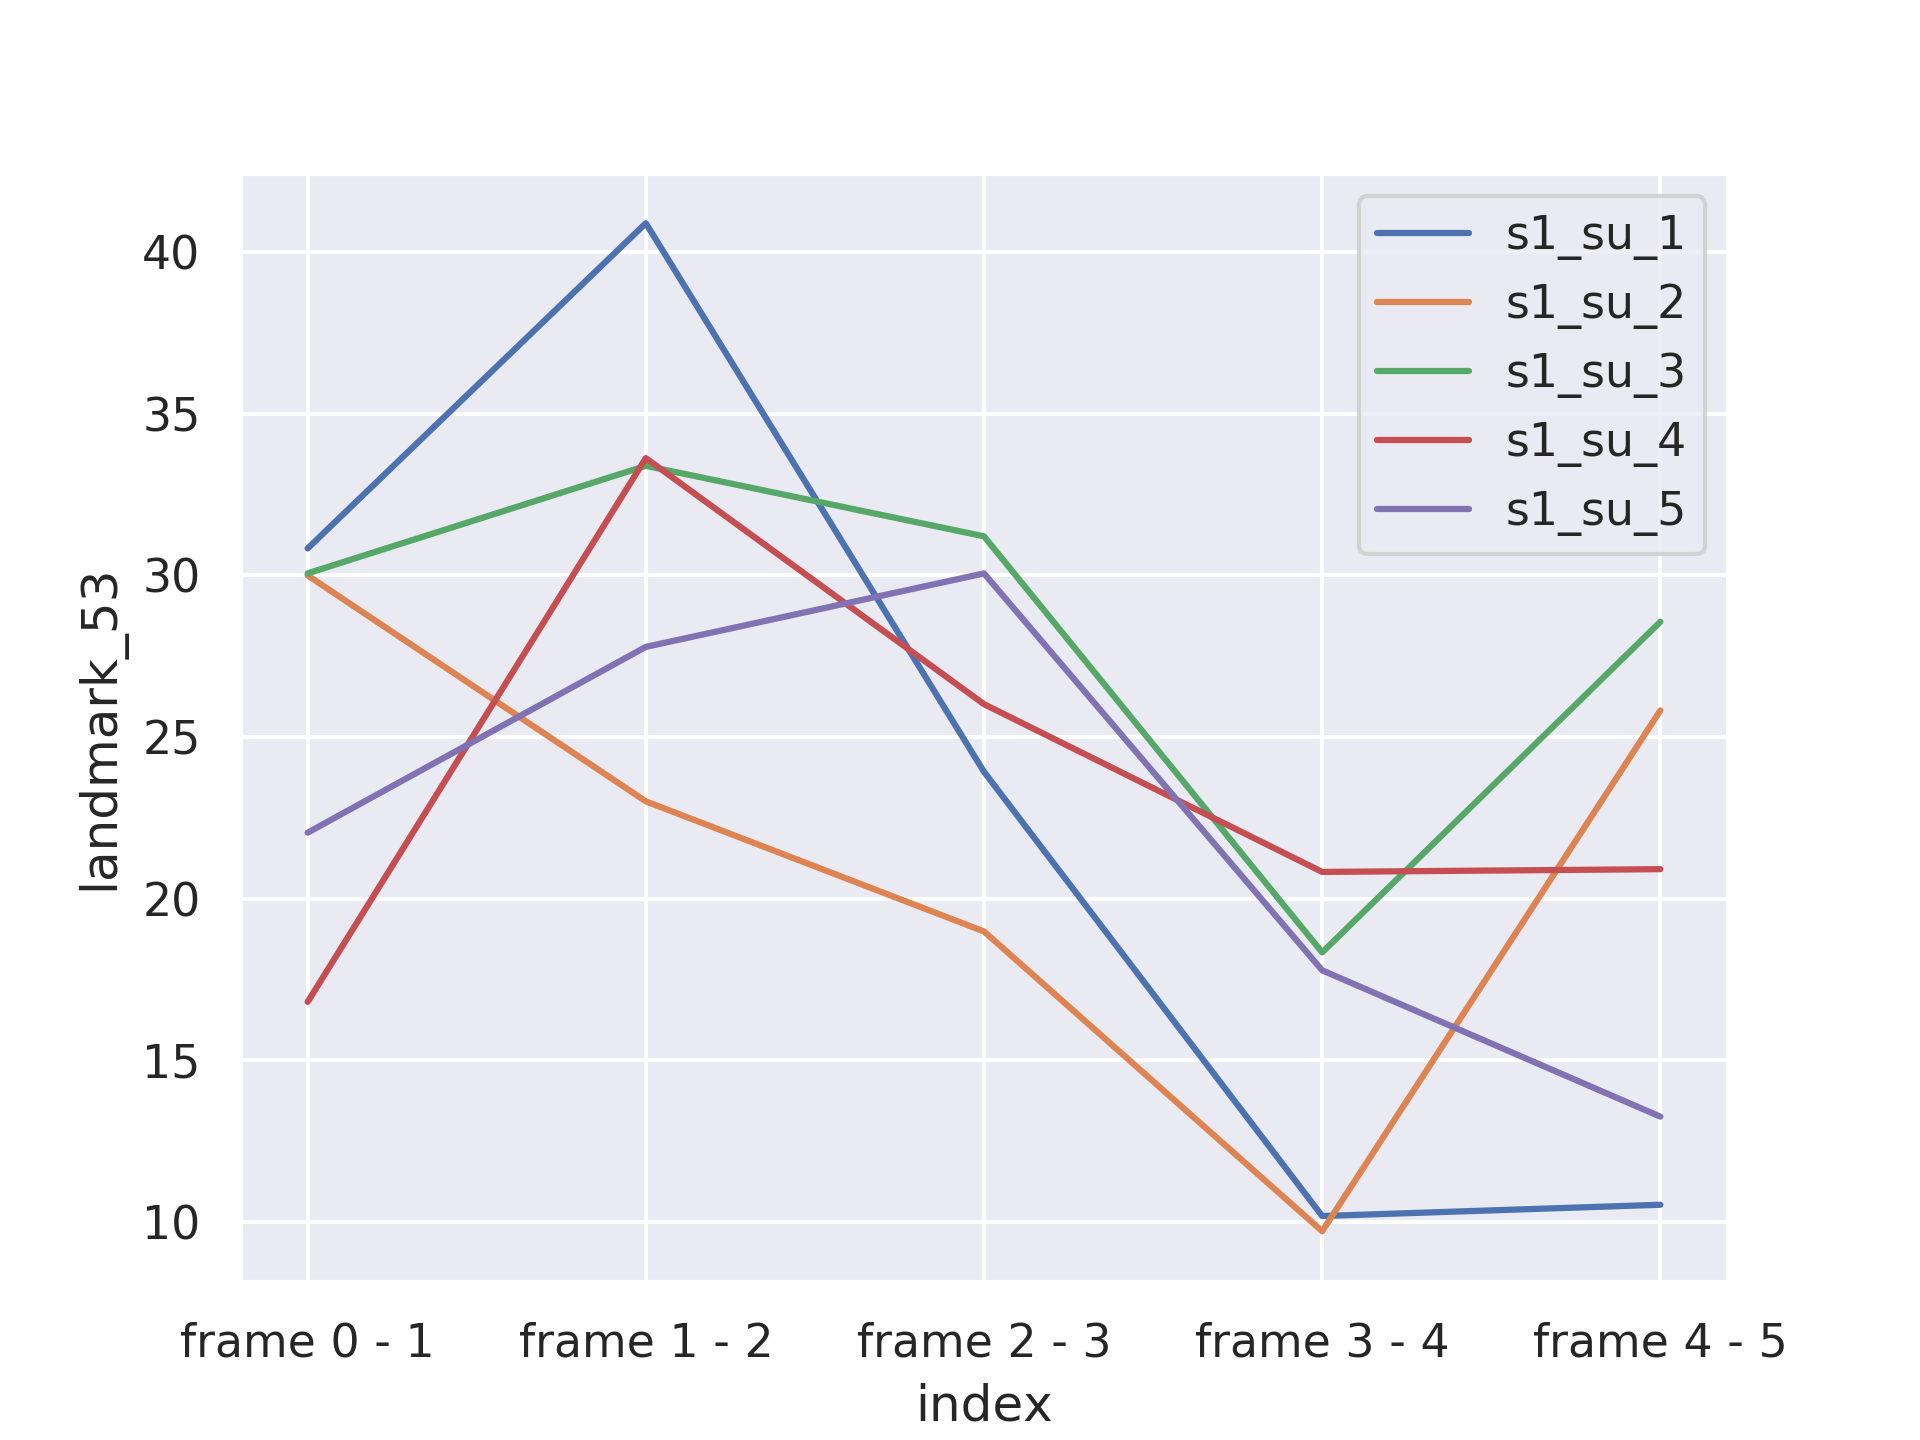 s1_su_1
s1_su_2
s1_su_3
s1_su_4
s1_su_5
40
35
30
25
20
15
10
landmark_53
frame 0 - 1
frame 1 - 2
frame 2 - 3
frame 3 - 4
frame 4 - 5
index